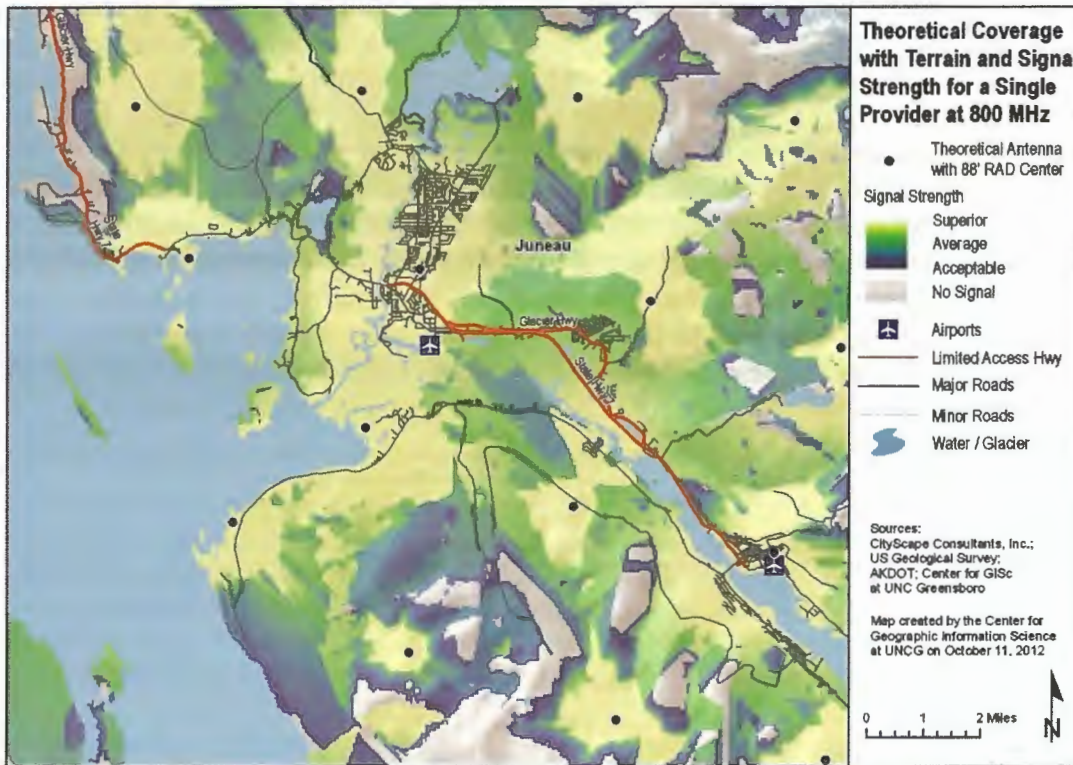 Theoretical Coverage
with Terrain and Signa
Strength for a Single
Provider at 800 MHz
Theoretical Antenna
with 88' RAD Center
Signal Strength
Superior
Average
Acceptable
No Signal
Airports
Limited Access Hwy
Major Roads
Minor Roads
Water / Glacier
Sources:
CityScape Consultants, Inc.;
US Geological Survey;
AKDOT; Center for GISc
at UNC Greensboro
Map created by the Center for
Geographic Information Science
at UNCG on October 11, 2012
0 1 2 Miles
N
Juneau
Glacier Hwy
Glacier Hwy
State Hwy 7